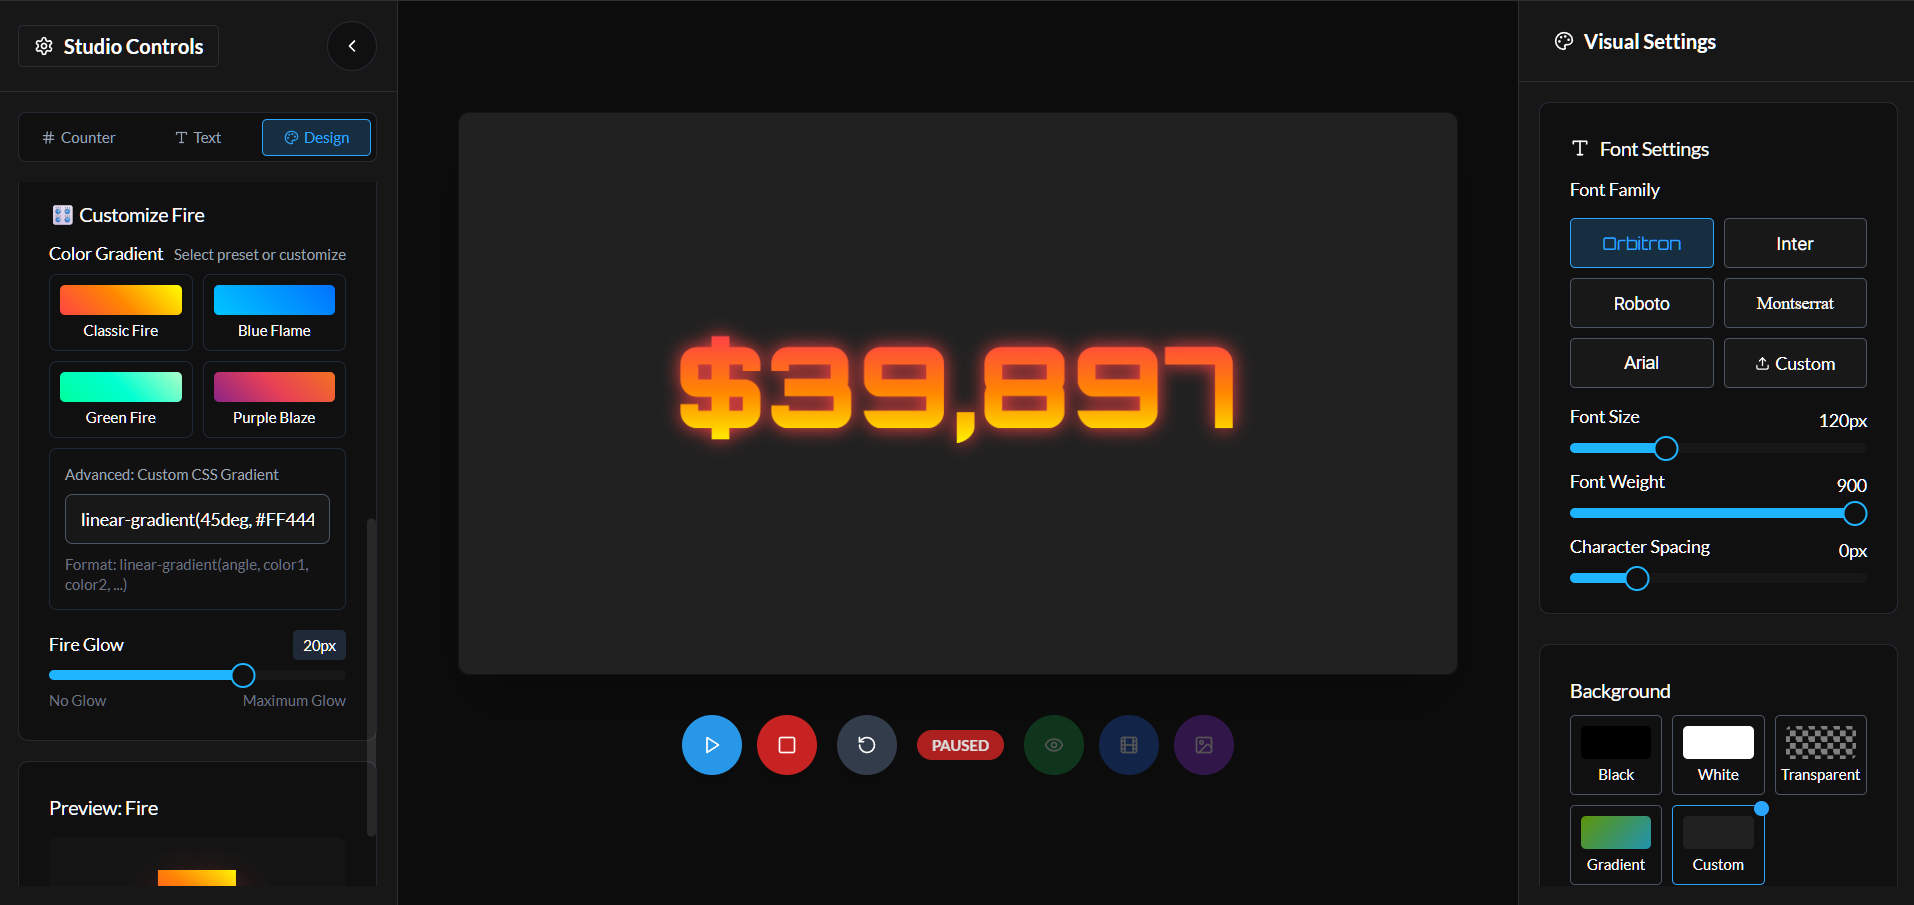 Studio Controls
Counter
Text
Design
Customize Fire
Color Gradient
Select preset or customize
Classic Fire
Blue Flame
Green Fire
Purple Blaze
Advanced: Custom CSS Gradient
linear-gradient(45deg, #FF444
Format: linear-gradient(angle, color1,
color2, ...)
Fire Glow
20px
No Glow
Maximum Glow
Preview: Fire
$39,897
PAUSED
Visual Settings
Font Settings
Font Family
Orbitron
Inter
Roboto
Montserrat
Arial
Custom
Font Size
120px
Font Weight
900
Character Spacing
0px
Background
Black
White
Transparent
Gradient
Custom